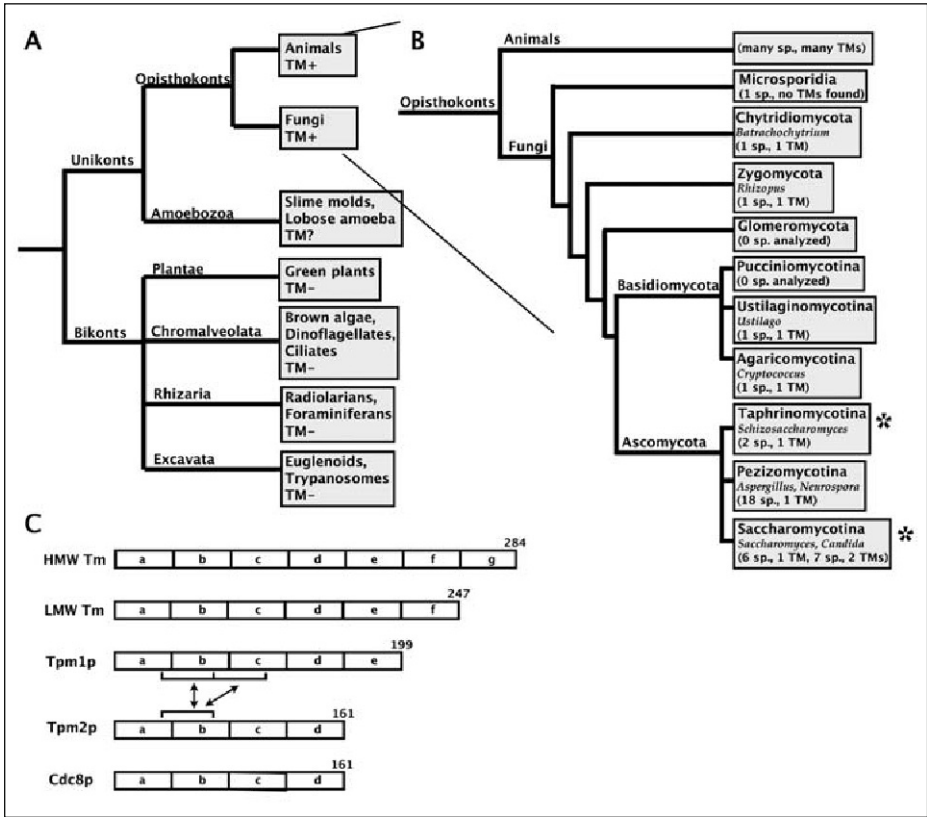 A
Animals
TM+
Opisthokonts
Fungi
TM+
Unikonts
Amoebozoa
Slime molds,
Lobose amoeba
TM?
Plantae
Green plants
TM-
Bikonts
Chromalveolata
Brown algae,
Dinoflagellates,
Ciliates
TM-
Rhizaria
Radiolarians,
Foraminiferans
TM-
Excavata
Euglenoids,
Trypanosomes
TM-
B
Animals
(many sp., many TMs)
Opisthokonts
Fungi
Microsporidia
(1 sp., no TMs found)
Chytridiomycota
Batrachochytrium
(1 sp., 1 TM)
Zygomycota
Rhizopus
(1 sp., 1 TM)
Glomeromycota
(0 sp. analyzed)
Basidiomycota
Pucciniomycotina
(0 sp. analyzed)
Ustilaginomycotina
Ustilago
(1 sp., 1 TM)
Agaricomycotina
Cryptococcus
(1 sp., 1 TM)
Ascomycota
Taphrinomycotina
Schizosaccharomyces
(2 sp., 1 TM)
*
Pezizomycotina
Aspergillus, Neurospora
(18 sp., 1 TM)
Saccharomycotina
Saccharomyces, Candida
(6 sp., 1 TM, 7 sp., 2 TMs)
*
C
HMW Tm a b c d e f g 284
LMW Tm a b c d e f 247
Tpm1p a b c d e 199
Tpm2p a b c d 161
Cdc8p a b c d 161